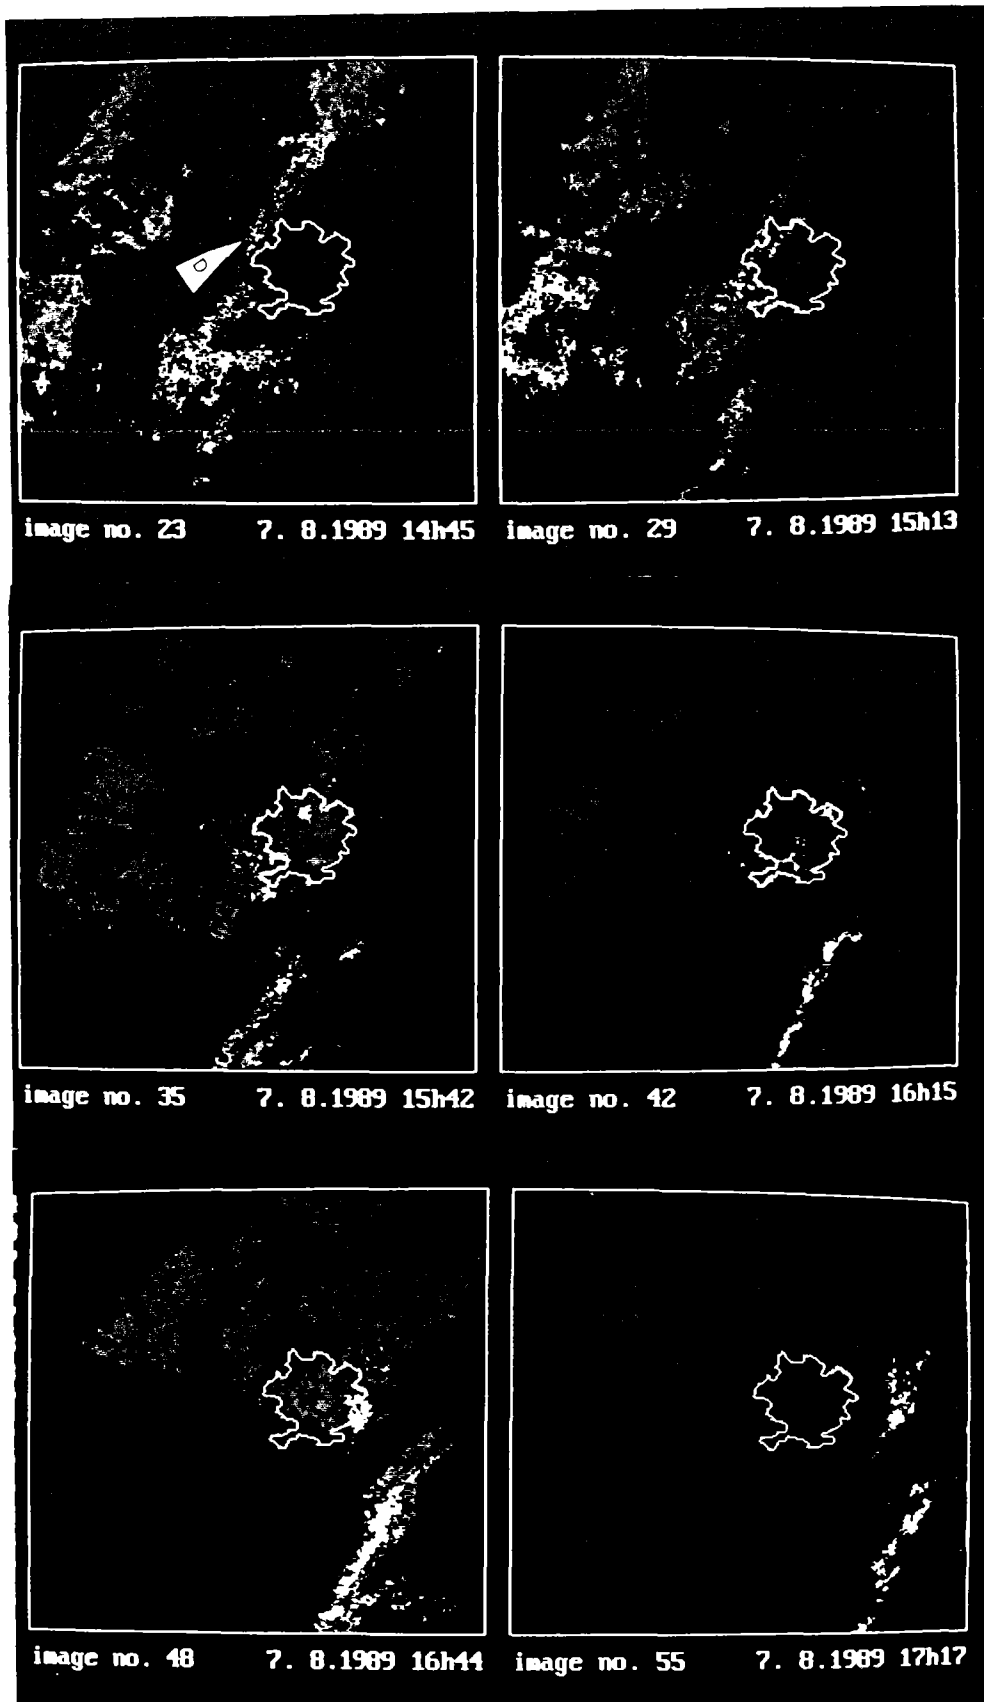 D
image no. 23 7. 8.1989 14h45
image no. 29 7. 8.1989 15h13
image no. 35 7. 8.1989 15h42
image no. 42 7. 8.1989 16h15
image no. 48 7. 8.1989 16h44
image no. 55 7. 8.1989 17h17